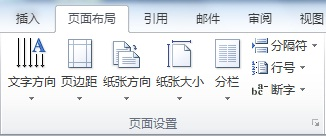 插入 页面布局 引用 邮件 审阅 视图
文字方向 页边距 纸张方向 纸张大小 分栏
分隔符
行号
断字
页面设置